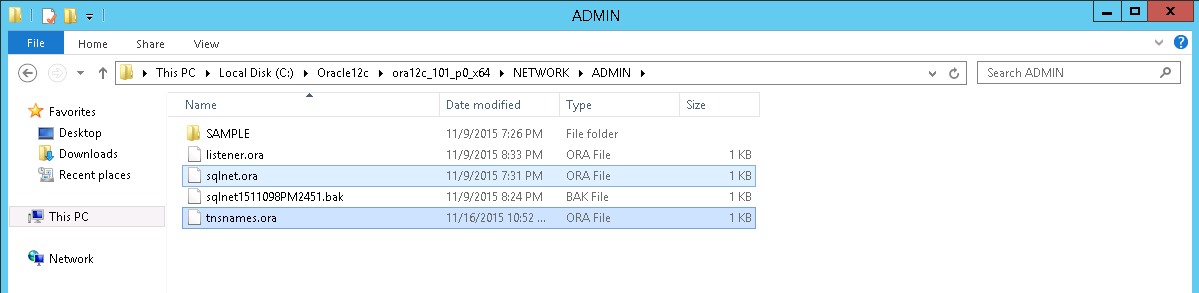 ADMIN
File Home Share View
This PC Local Disk (C:) Oracle12c ora12c_101_p0_x64 NETWORK ADMIN Search ADMIN
Favorites
Desktop
Downloads
Recent places
This PC
Network
Name Date modified Type Size
SAMPLE 11/9/2015 7:26 PM File folder
listener.ora 11/9/2015 8:33 PM ORA File 1 KB
sqlnet.ora 11/9/2015 7:31 PM ORA File 1 KB
sqlnet1511098PM2451.bak 11/9/2015 8:24 PM BAK File 1 KB
tnsnames.ora 11/16/2015 10:52 ... ORA File 1 KB